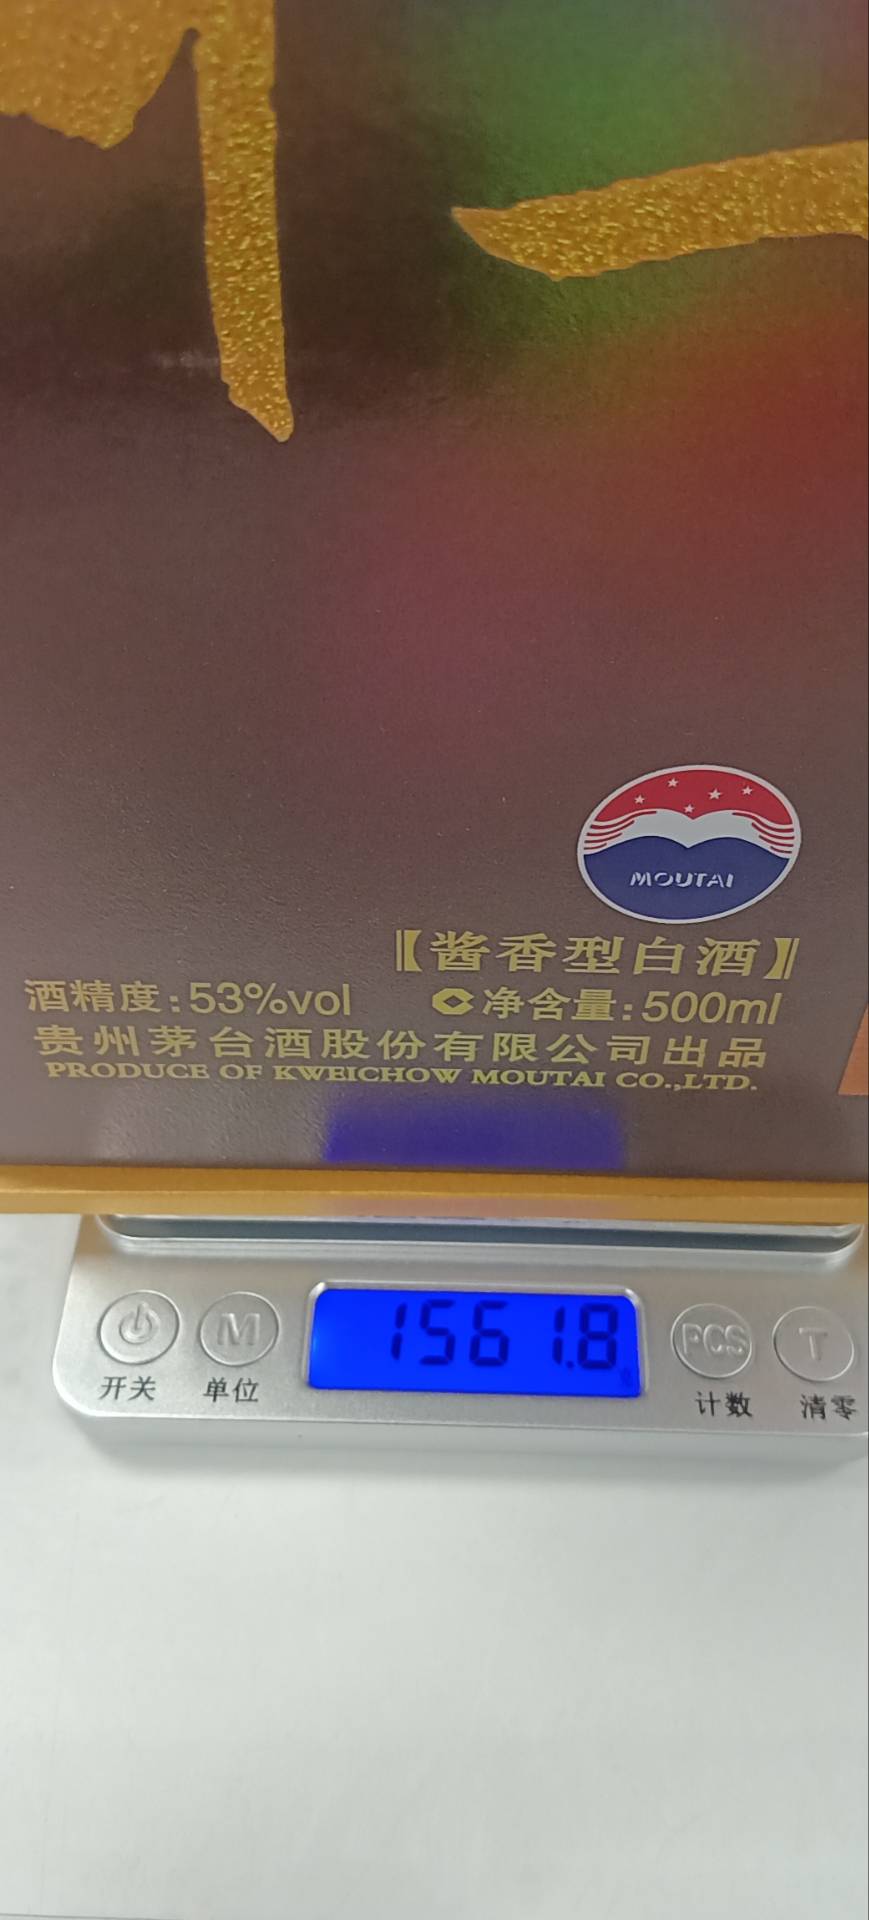 MOUTAI
【酱香型白酒】
酒精度:53%vol 净含量:500ml
贵州茅台酒股份有限公司出品
PRODUCE OF KWEICHOW MOUTAI CO.,LTD.
M 1561.8 PCS T
开关 单位 计数 清零